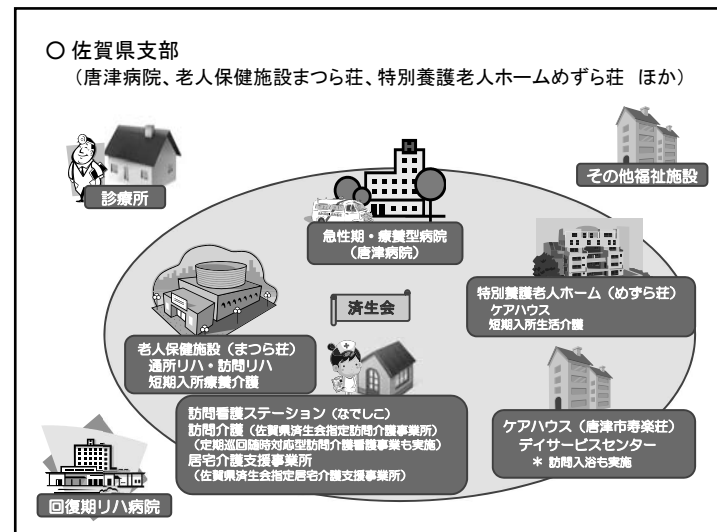 ○ 佐賀県支部
（唐津病院、老人保健施設まつら荘、特別養護老人ホームめずら荘 ほか）
診療所
その他福祉施設
急性期・療養型病院
（唐津病院）
済生会
特別養護老人ホーム（めずら荘）
ケアハウス
短期入所生活介護
老人保健施設（まつら荘）
通所リハ・訪問リハ
短期入所療養介護
訪問看護ステーション（なでしこ）
訪問介護（佐賀県済生会指定訪問介護事業所）
（定期巡回随時対応型訪問介護看護事業も実施）
居宅介護支援事業所
（佐賀県済生会指定居宅介護支援事業所）
ケアハウス（唐津市寿楽荘）
デイサービスセンター
＊ 訪問入浴も実施
回復期リハ病院